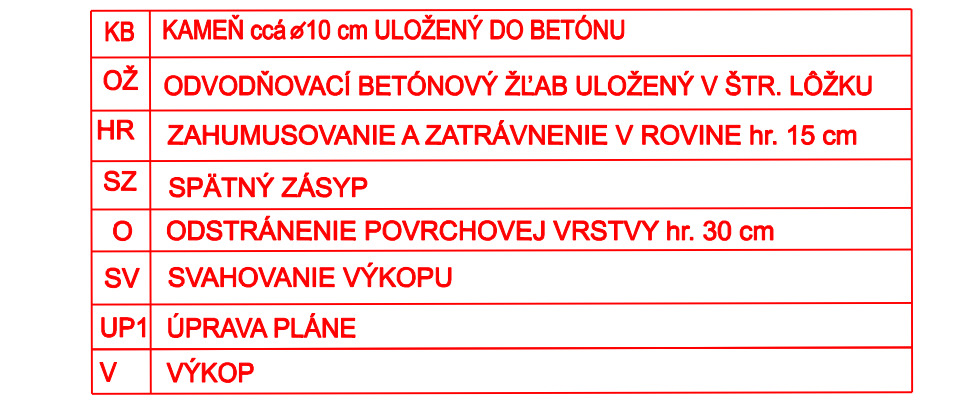 KB KAMEŇ ccá ⌀10 cm ULOŽENÝ DO BETÓNU
OŽ ODVODŇOVACÍ BETÓNOVÝ ŽĽAB ULOŽENÝ V ŠTR. LÔŽKU
HR ZAHUMUSOVANIE A ZATRÁVNENIE V ROVINE hr. 15 cm
SZ SPÄTNÝ ZÁSYP
O ODSTRÁNENIE POVRCHOVEJ VRSTVY hr. 30 cm
SV SVAHOVANIE VÝKOPU
UP1 ÚPRAVA PLÁNE
V VÝKOP